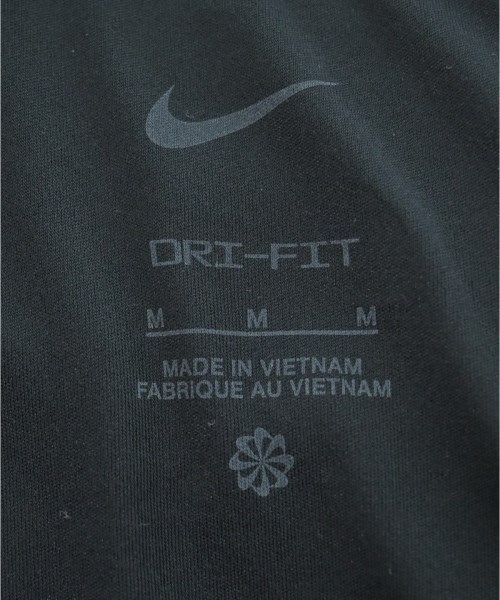 DRI-FIT
M M M
MADE IN VIETNAM
FABRIQUE AU VIETNAM